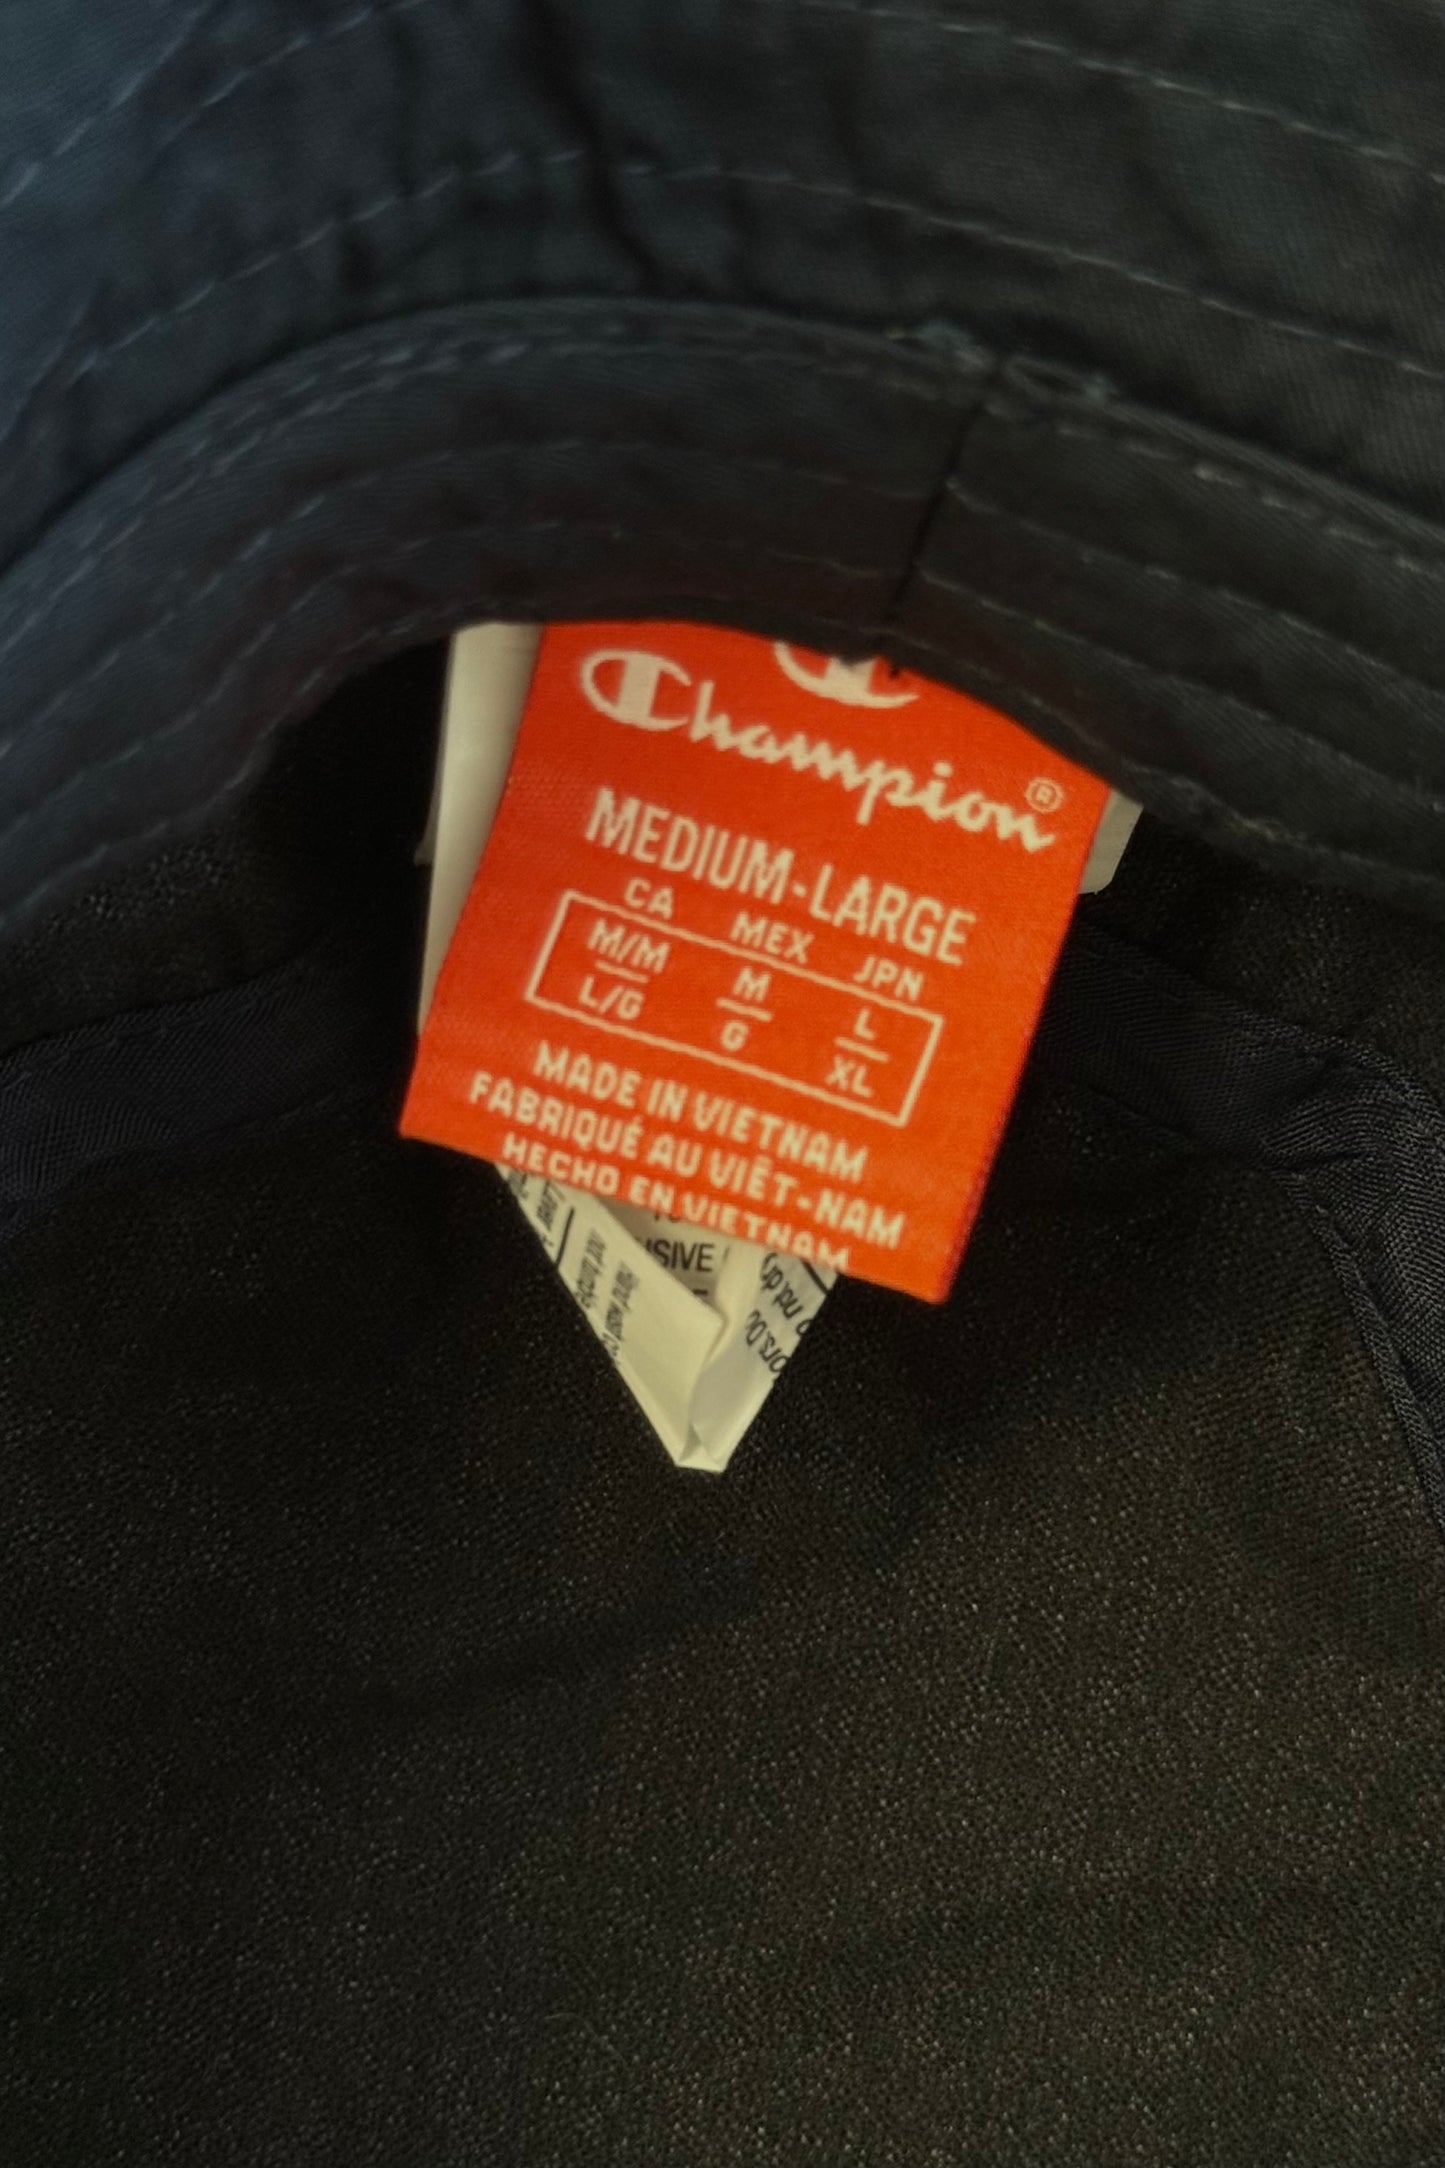 Champion®
MEDIUM-LARGE
CA MEX JPN
M/M M L
L/G G XL
MADE IN VIETNAM
FABRIQUÉ AU VIÊT-NAM
HECHO EN VIETNAM